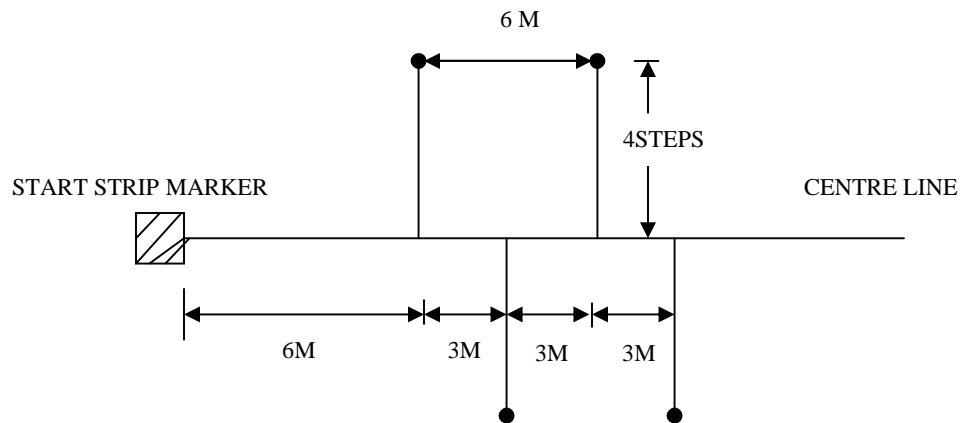 6 M
4STEPS
START STRIP MARKER
CENTRE LINE
6M
3M
3M
3M